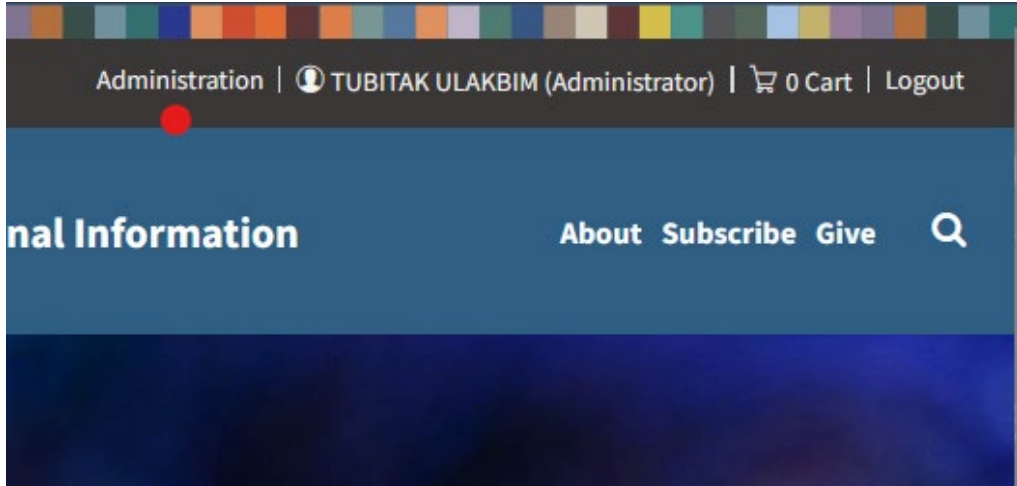 Administration | TUBITAK ULAKBIM (Administrator) | 0 Cart | Logout
nal Information
About Subscribe Give